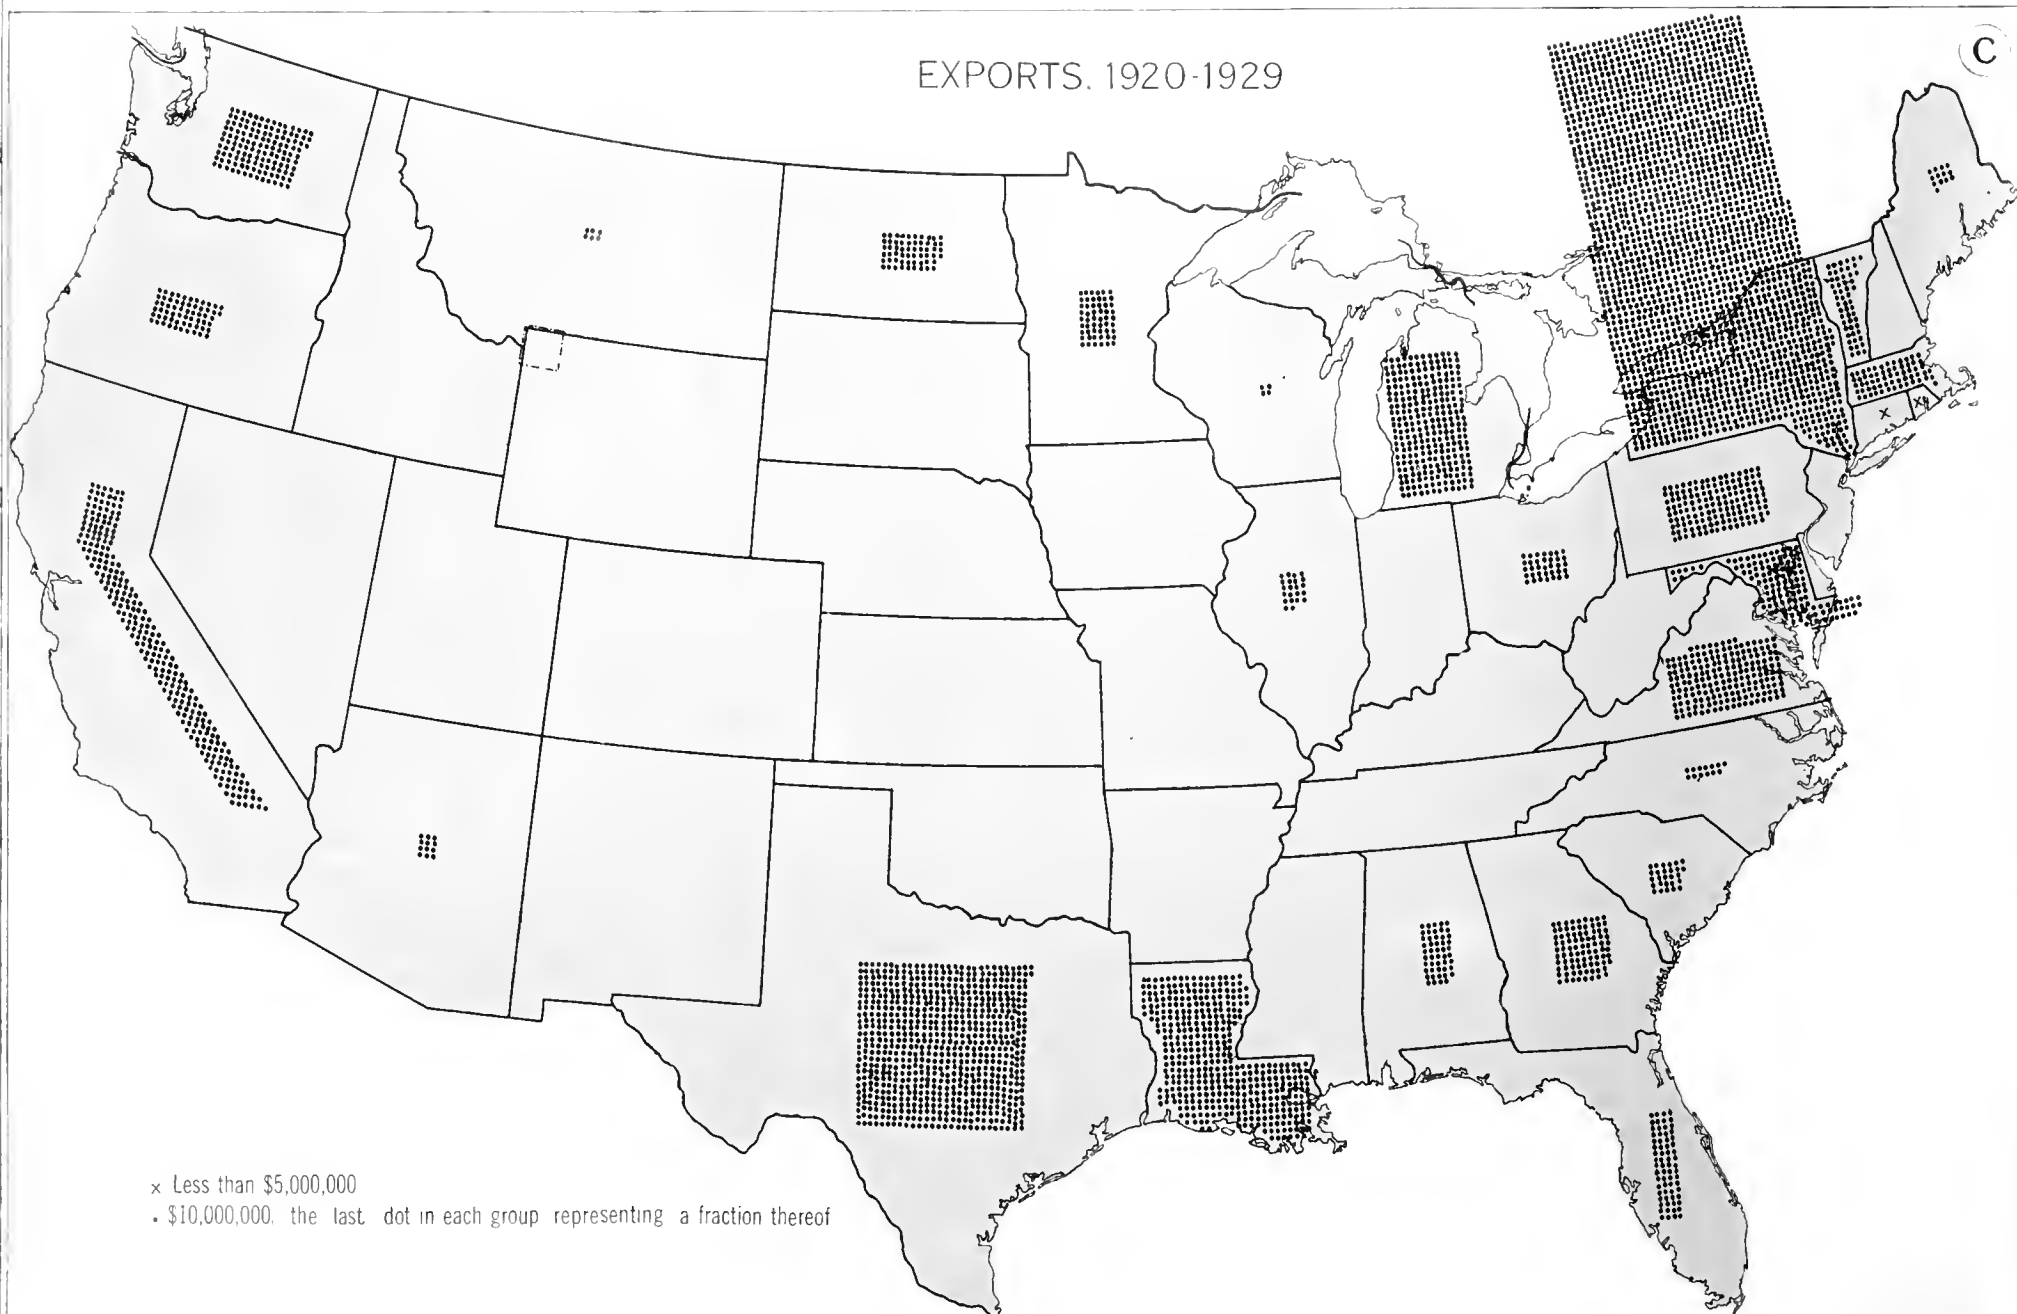 EXPORTS. 1920-1929
C
x
x
x Less than $5,000,000
. $10,000,000, the last dot in each group representing a fraction thereof